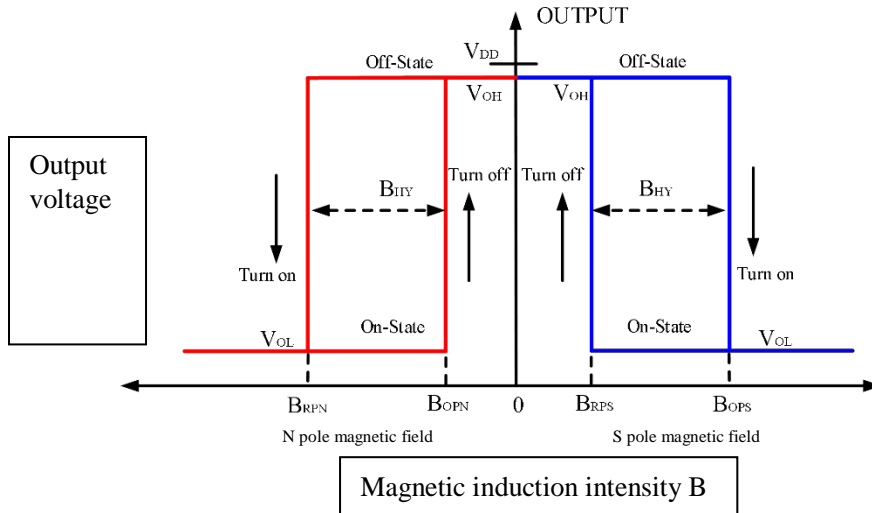 OUTPUT
VDD
Off-State
Off-State
VOH
VOH
Output
voltage
BHY
Turn off
Turn off
BHY
Turn on
Turn on
VOL
On-State
On-State
VOL
BRPN
BOPN
0
BRPS
BOPS
N pole magnetic field
S pole magnetic field
Magnetic induction intensity B